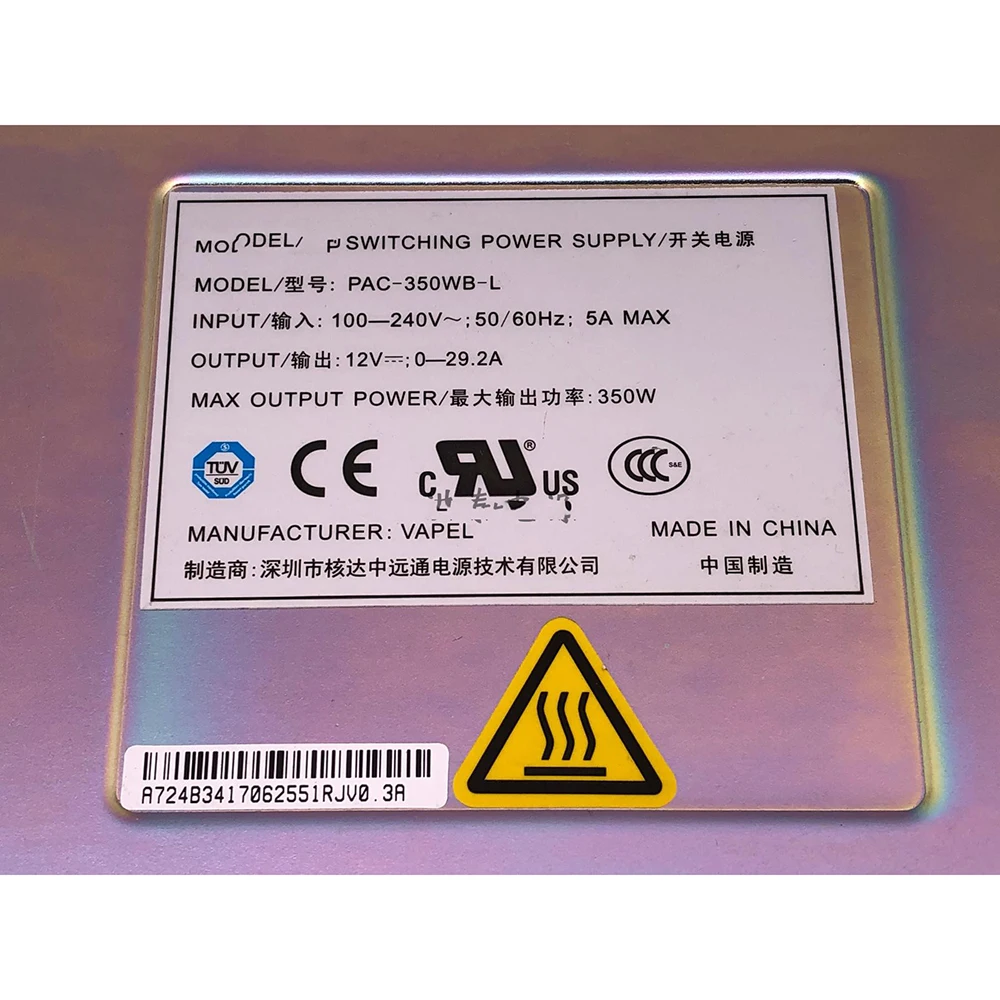 MODEL/ SWITCHING POWER SUPPLY/开关电源
MODEL/型号: PAC-350WB-L
INPUT/输入: 100—240V～; 50/60Hz; 5A MAX
OUTPUT/输出: 12V⎓; 0—29.2A
MAX OUTPUT POWER/最大输出功率: 350W
TÜV SÜD CE c RU ® US CCC S&E
MANUFACTURER: VAPEL MADE IN CHINA
制造商: 深圳市核达中远通电源技术有限公司 中国制造
A724B3417062551RJV0.3A